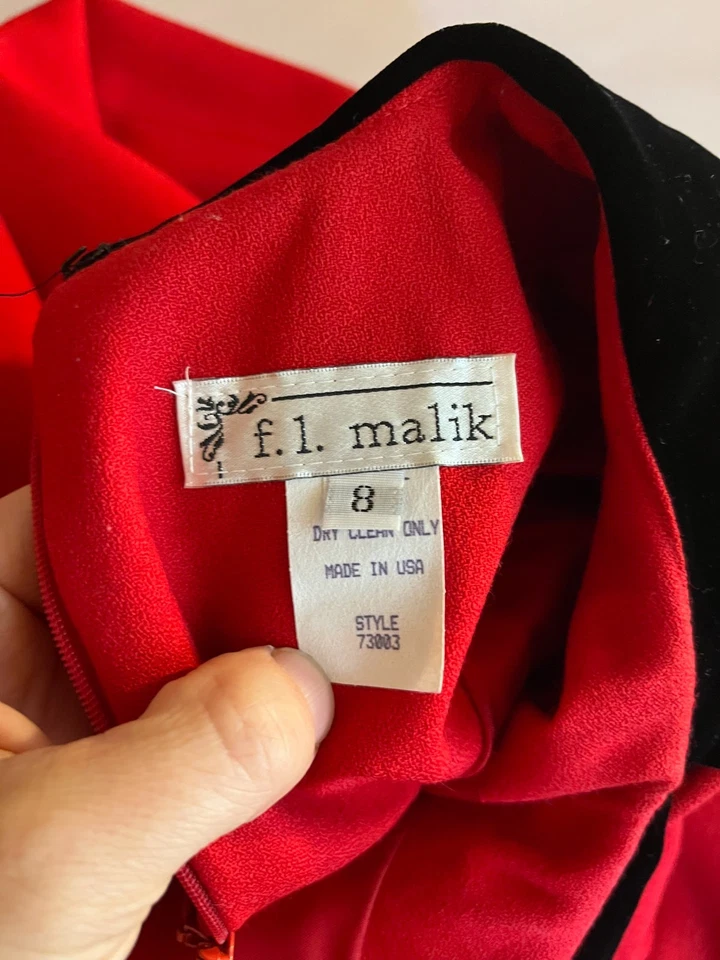 f.l. malik
8
DRY CLEAN ONLY
MADE IN USA
STYLE
73003